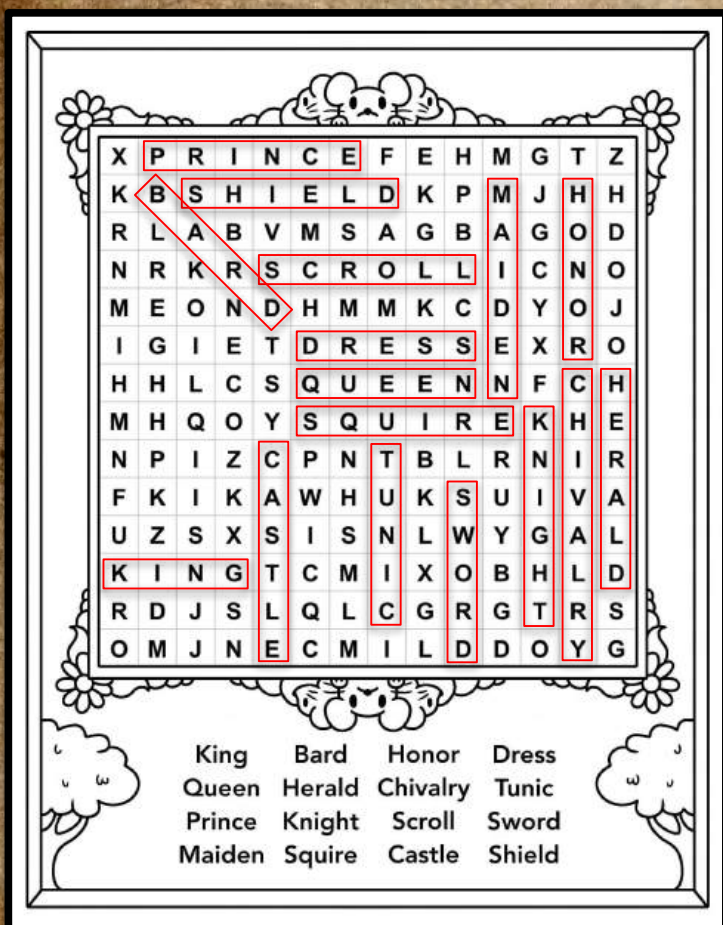 X P R I N C E F E H M G T Z
K B S H I E L D K P M J H H
R L A B V M S A G B A G O D
N R K R S C R O L L I C N O
M E O N D H M M K C D Y O J
I G I E T D R E S S E X R O
H H L C S Q U E E N N F C H
M H Q O Y S Q U I R E K H E
N P I Z C P N T B L R N I R
F K I K A W H U K S U I V A
U Z S X S I S N L W Y G A L
K I N G T C M I X O B H L D
R D J S L Q L C G R G T R S
O M J N E C M I L D D O Y G
King Bard Honor Dress
Queen Herald Chivalry Tunic
Prince Knight Scroll Sword
Maiden Squire Castle Shield